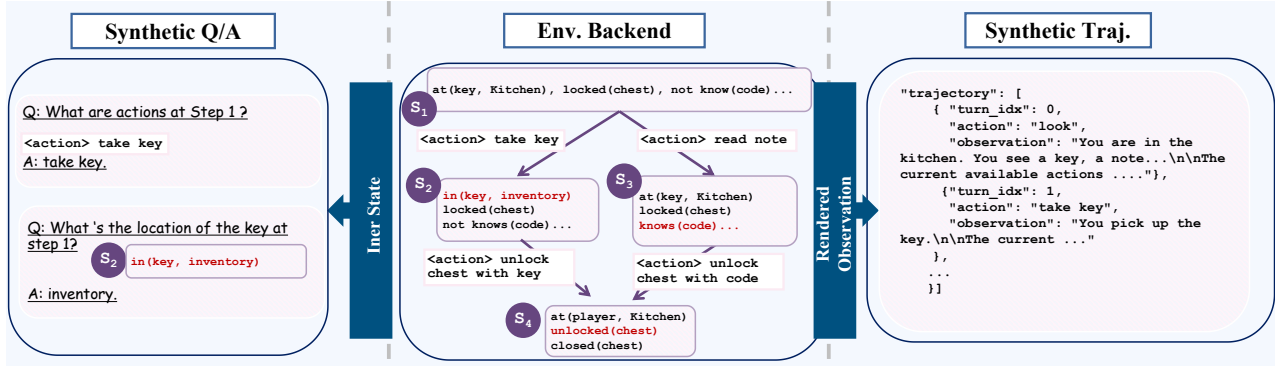 Synthetic Q/A
Q: What are actions at Step 1 ?
<action> take key
A: take key.
Q: What 's the location of the key at
step 1?
S2
in(key, inventory)
A: inventory.
Iner State
Env. Backend
at(key, Kitchen), locked(chest), not know(code)...
S1
<action> take key
<action> read note
S2
in(key, inventory)
locked(chest)
not knows(code)...
S3
at(key, Kitchen)
locked(chest)
knows(code)...
<action> unlock
chest with key
<action> unlock
chest with code
S4
at(player, Kitchen)
unlocked(chest)
closed(chest)
Rendered
Observation
Synthetic Traj.
"trajectory": [
{ "turn_idx": 0,
"action": "look",
"observation": "You are in the
kitchen. You see a key, a note...\n\nThe
current available actions ...."},
{"turn_idx": 1,
"action": "take key",
"observation": "You pick up the
key.\n\nThe current ..."
},
...
}]